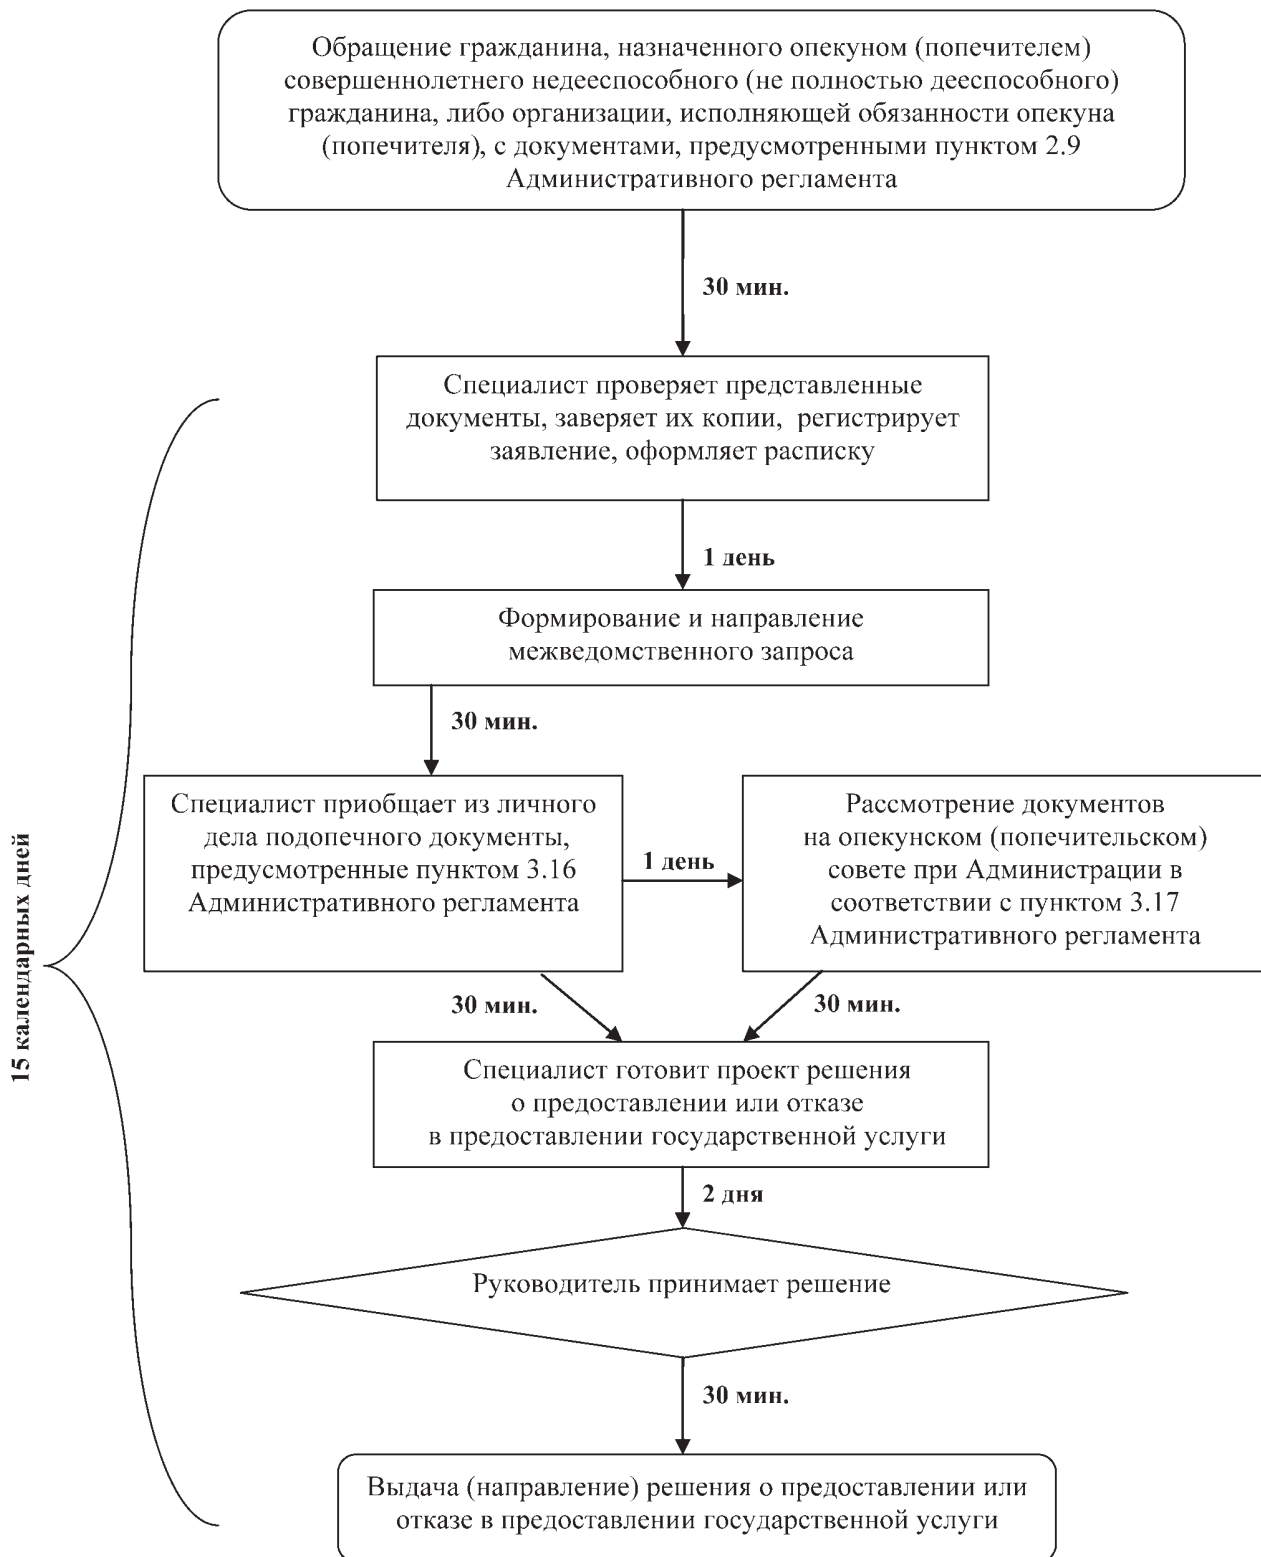 Обращение гражданина, назначенного опекуном (попечителем)
совершеннолетнего недееспособного (не полностью дееспособного)
гражданина, либо организации, исполняющей обязанности опекуна
(попечителя), с документами, предусмотренными пунктом 2.9
Административного регламента
30 мин.
Специалист проверяет представленные
документы, заверяет их копии, регистрирует
заявление, оформляет расписку
1 день
Формирование и направление
межведомственного запроса
30 мин.
Специалист приобщает из личного
дела подопечного документы,
предусмотренные пунктом 3.16
Административного регламента
1 день
Рассмотрение документов
на опекунском (попечительском)
совете при Администрации в
соответствии с пунктом 3.17
Административного регламента
30 мин.
30 мин.
Специалист готовит проект решения
о предоставлении или отказе
в предоставлении государственной услуги
2 дня
Руководитель принимает решение
30 мин.
Выдача (направление) решения о предоставлении или
отказе в предоставлении государственной услуги
15 календарных дней